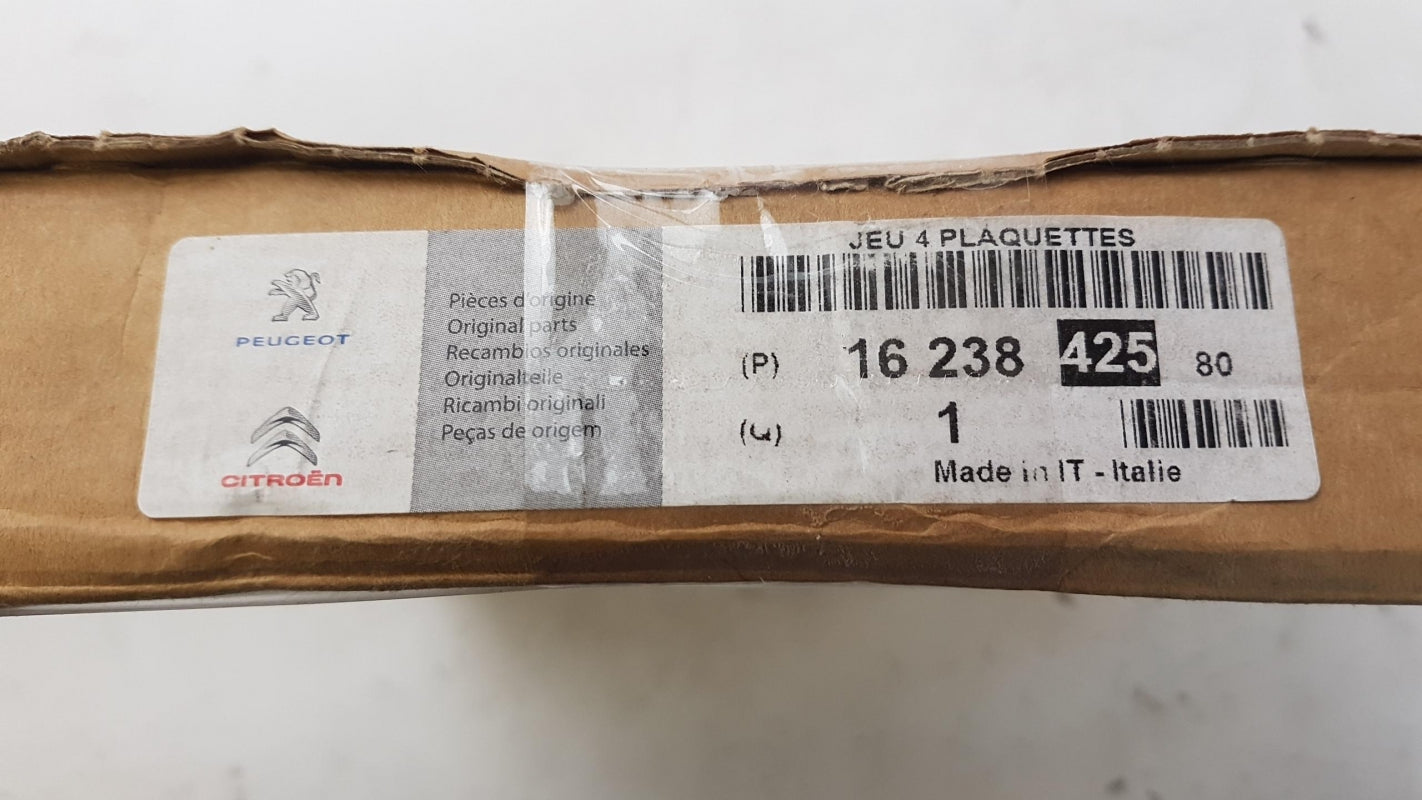 PEUGEOT
CITROËN
Pièces d'origine
Original parts
Recambios originales
Originalteile
Ricambi originali
Peças de origem
JEU 4 PLAQUETTES
(P) 16 238 425 80
(Q) 1
Made in IT - Italie